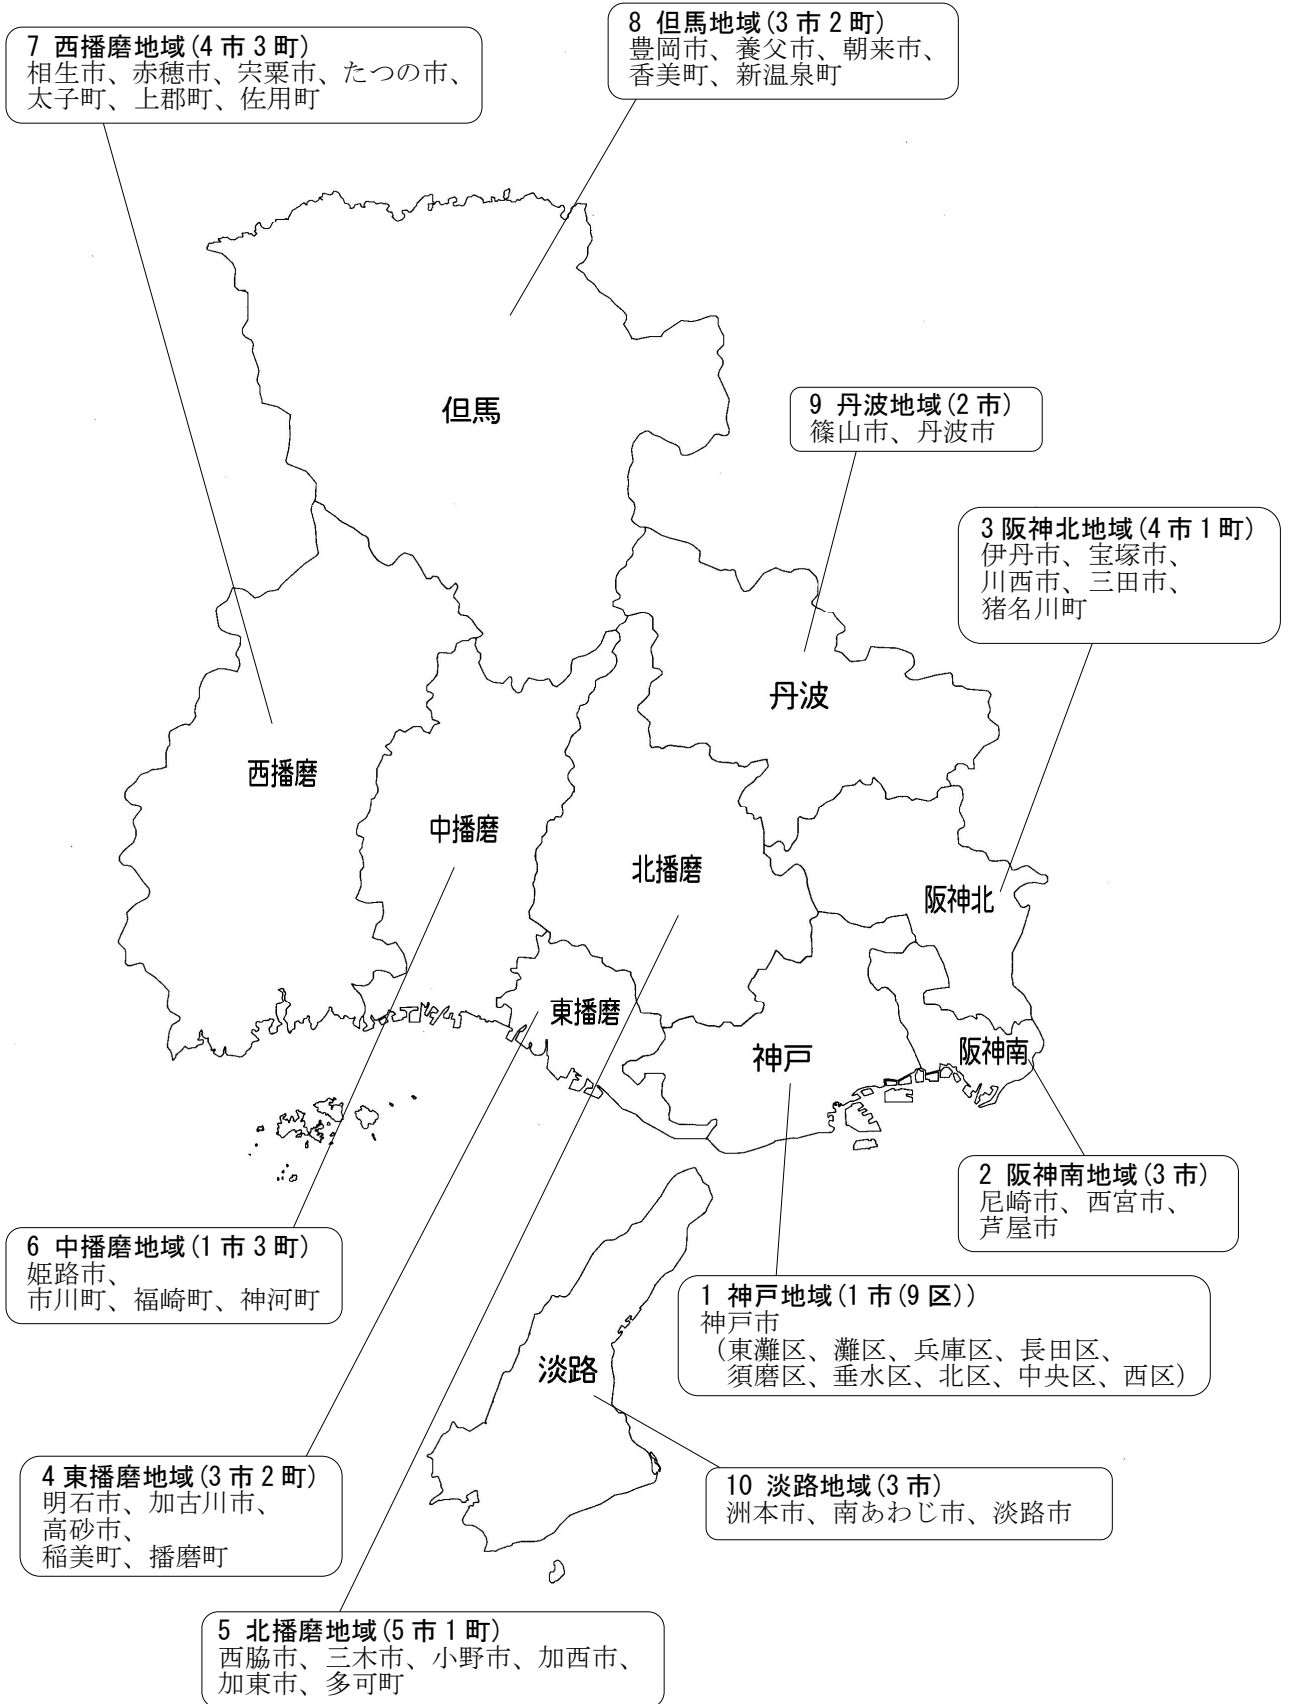 7 西播磨地域(4市3町)
相生市、赤穂市、宍粟市、たつの市、
太子町、上郡町、佐用町
8 但馬地域(3市2町)
豊岡市、養父市、朝来市、
香美町、新温泉町
但馬
9 丹波地域(2市)
篠山市、丹波市
3 阪神北地域(4市1町)
伊丹市、宝塚市、
川西市、三田市、
猪名川町
丹波
西播磨
中播磨
北播磨
阪神北
東播磨
神戸
阪神南
2 阪神南地域(3市)
尼崎市、西宮市、
芦屋市
6 中播磨地域(1市3町)
姫路市、
市川町、福崎町、神河町
1 神戸地域(1市(9区))
神戸市
(東灘区、灘区、兵庫区、長田区、
須磨区、垂水区、北区、中央区、西区)
淡路
4 東播磨地域(3市2町)
明石市、加古川市、
高砂市、
稲美町、播磨町
10 淡路地域(3市)
洲本市、南あわじ市、淡路市
5 北播磨地域(5市1町)
西脇市、三木市、小野市、加西市、
加東市、多可町